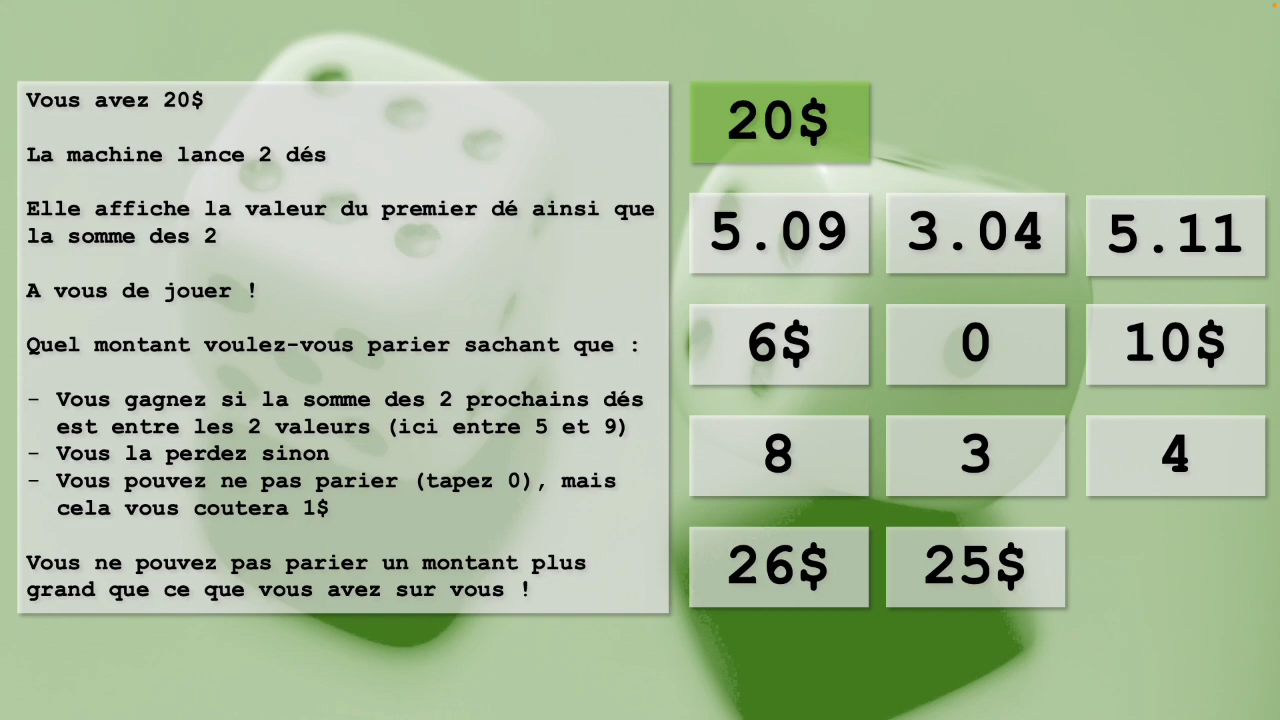 Vous avez 20$
La machine lance 2 dés
Elle affiche la valeur du premier dé ainsi que
la somme des 2
A vous de jouer !
Quel montant voulez-vous parier sachant que :
- Vous gagnez si la somme des 2 prochains dés
est entre les 2 valeurs (ici entre 5 et 9)
- Vous la perdez sinon
- Vous pouvez ne pas parier (tapez 0), mais
cela vous coutera 1$
Vous ne pouvez pas parier un montant plus
grand que ce que vous avez sur vous !
20$
5.09 3.04 5.11
6$ 0 10$
8 3 4
26$ 25$